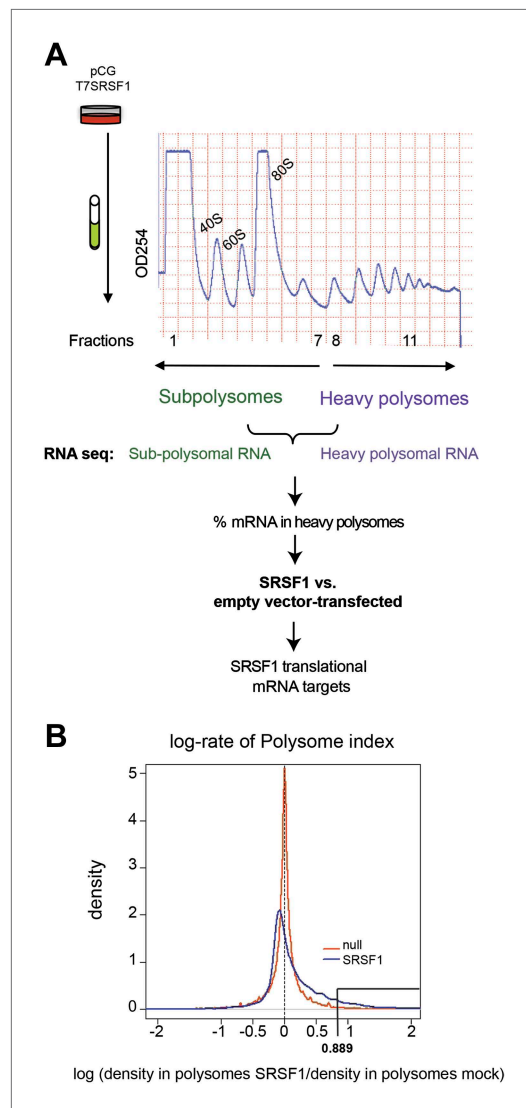 A
pCG
T7SRSF1
OD254
40S
60S
80S
Fractions 1 7 8 11
Subpolysomes Heavy polysomes
RNA seq: Sub-polysomal RNA Heavy polysomal RNA
% mRNA in heavy polysomes
SRSF1 vs.
empty vector-transfected
SRSF1 translational
mRNA targets
B
log-rate of Polysome index
density
5
4
3
2
1
0
null
SRSF1
-2 -1 -0.5 0 0.5 1 2
0.889
log (density in polysomes SRSF1/density in polysomes mock)